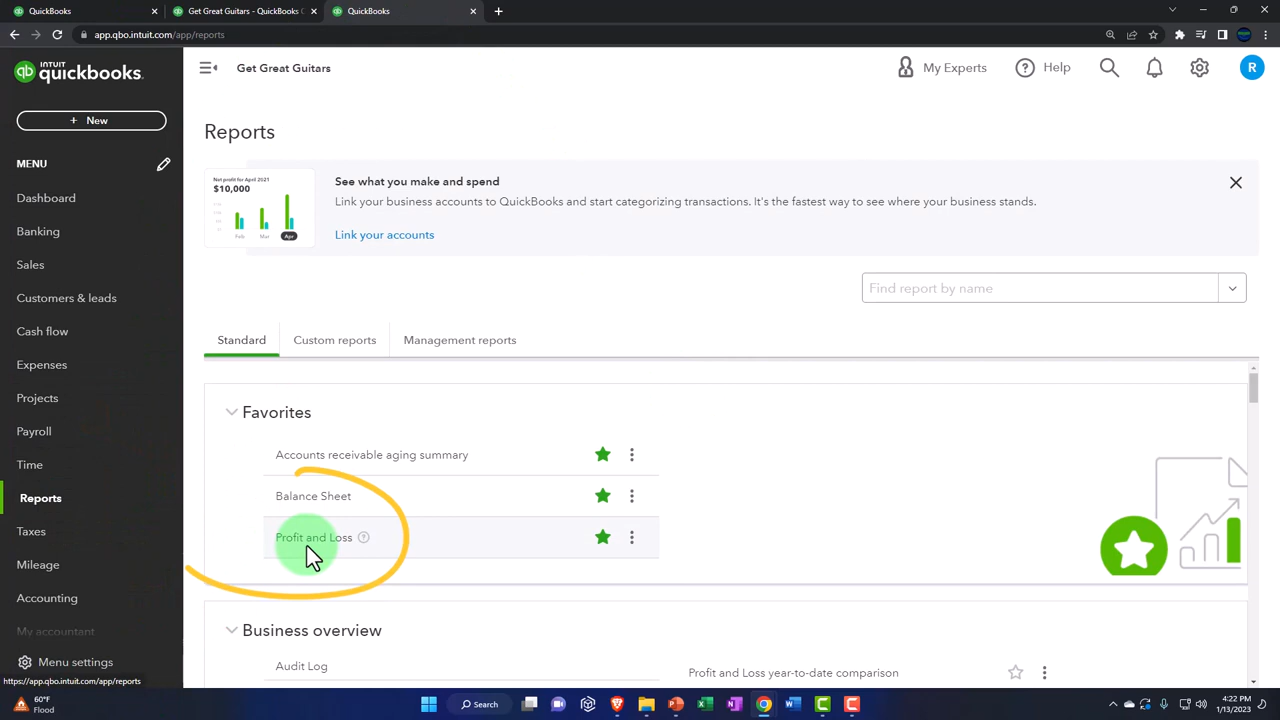 QuickBooks
Get Great Guitars - QuickBooks O
QuickBooks
app.qbo.intuit.com/app/reports
INTUIT
quickbooks.
Get Great Guitars
My Experts
Help
R
+ New
Reports
MENU
Dashboard
Banking
Sales
Customers & leads
Cash flow
Expenses
Projects
Payroll
Time
Reports
Taxes
Mileage
Accounting
My accountant
Menu settings
https://app.qbo.intuit.com/app/reports
Net profit for April 2021
$10,000
Feb Mar Apr
See what you make and spend
Link your business accounts to QuickBooks and start categorizing transactions. It's the fastest way to see where your business stands.
Link your accounts
Find report by name
Standard
Custom reports
Management reports
Favorites
Accounts receivable aging summary
Balance Sheet
Profit and Loss
Business overview
Audit Log
Profit and Loss year-to-date comparison
60°F
Flood
Search
4:22 PM
1/13/2023